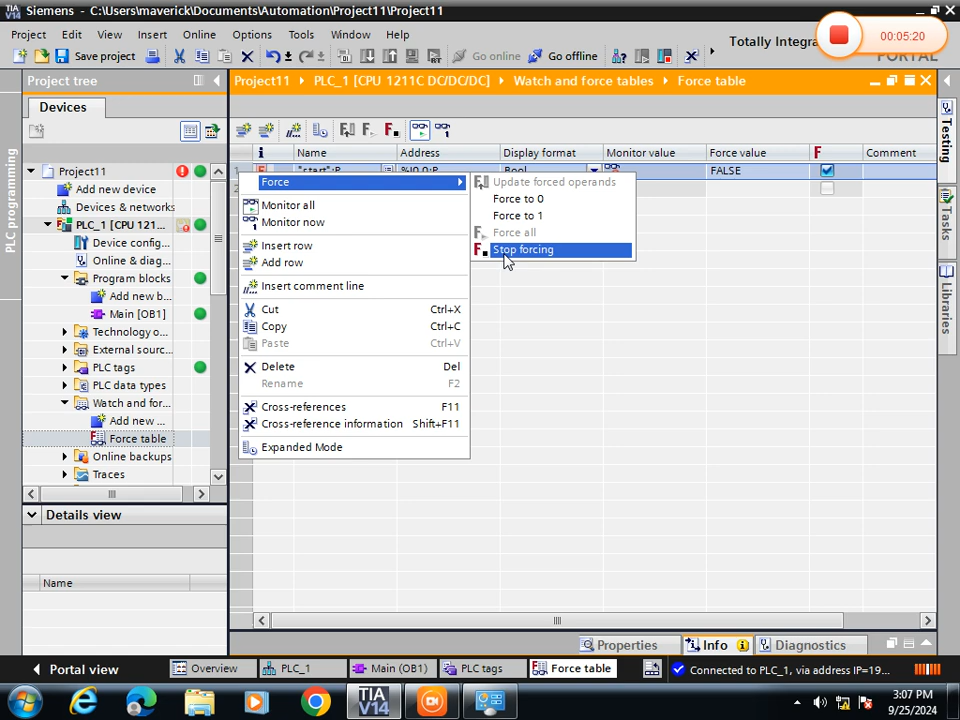 Siemens - C:\Users\maverick\Documents\Automation\Project11\Project11
TIA
V14
Project Edit View Insert Online Options Tools Window Help
Save project
Go online
Go offline
Totally Integra
PORTAL
00:05:20
Project tree
Project11 PLC_1 [CPU 1211C DC/DC/DC] Watch and force tables Force table
Devices
PLC programming
Testing
Tasks
Libraries
i Name Address Display format Monitor value Force value F Comment
1 "start":P %I0.0:P Bool FALSE
Project11
Add new device
Devices & networks
PLC_1 [CPU 121...
Device config...
Online & diag...
Program blocks
Add new b...
Main [OB1]
Technology o...
External sourc...
PLC tags
PLC data types
Watch and for...
Add new ...
Force table
Online backups
Traces
Force
Monitor all
Monitor now
Insert row
Add row
Insert comment line
Cut Ctrl+X
Copy Ctrl+C
Paste Ctrl+V
Delete Del
Rename F2
Cross-references F11
Cross-reference information Shift+F11
Expanded Mode
Update forced operands
Force to 0
Force to 1
Force all
Stop forcing
Details view
Name
Properties
Info
Diagnostics
Portal view
Overview
PLC_1
Main (OB1)
PLC tags
Force table
Connected to PLC_1, via address IP=19...
TIA
V14
3:07 PM
9/25/2024